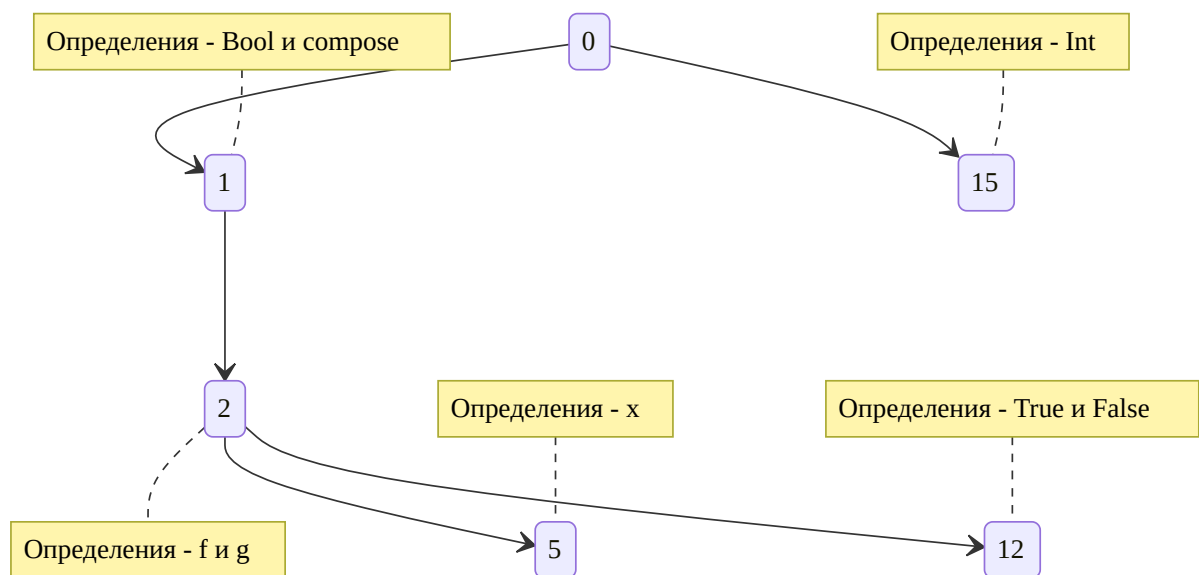 Определения - Bool и compose
0
Определения - Int
1
15
2
Определения - x
Определения - True и False
Определения - f и g
5
12